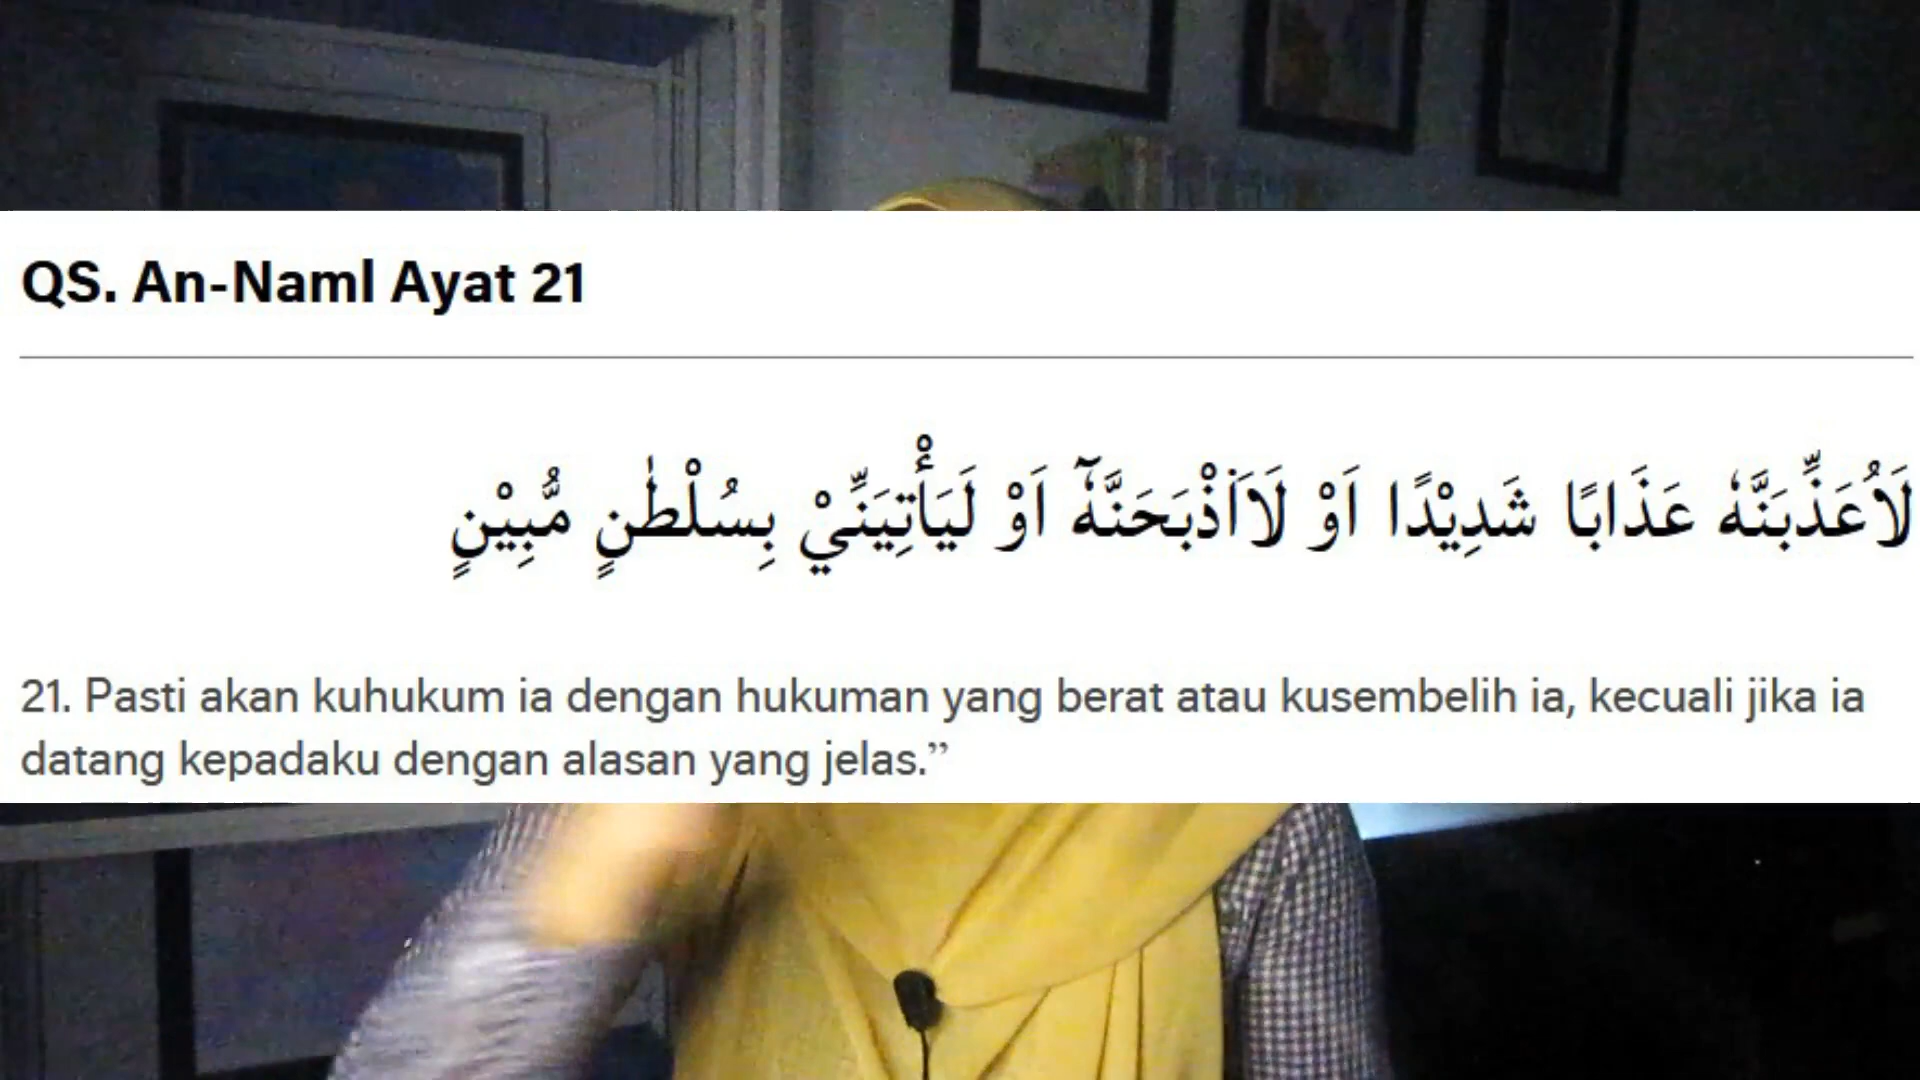 QS. An-Naml Ayat 21
لَاُعَذِّبَنَّهٗ عَذَابًا شَدِيْدًا اَوْ لَاَاَذْبَحَنَّهٗٓ اَوْ لَيَأْتِيَنِّيْ بِسُلْطٰنٍ مُّبِيْنٍ
21. Pasti akan kuhukum ia dengan hukuman yang berat atau kusembelih ia, kecuali jika ia
datang kepadaku dengan alasan yang jelas.”